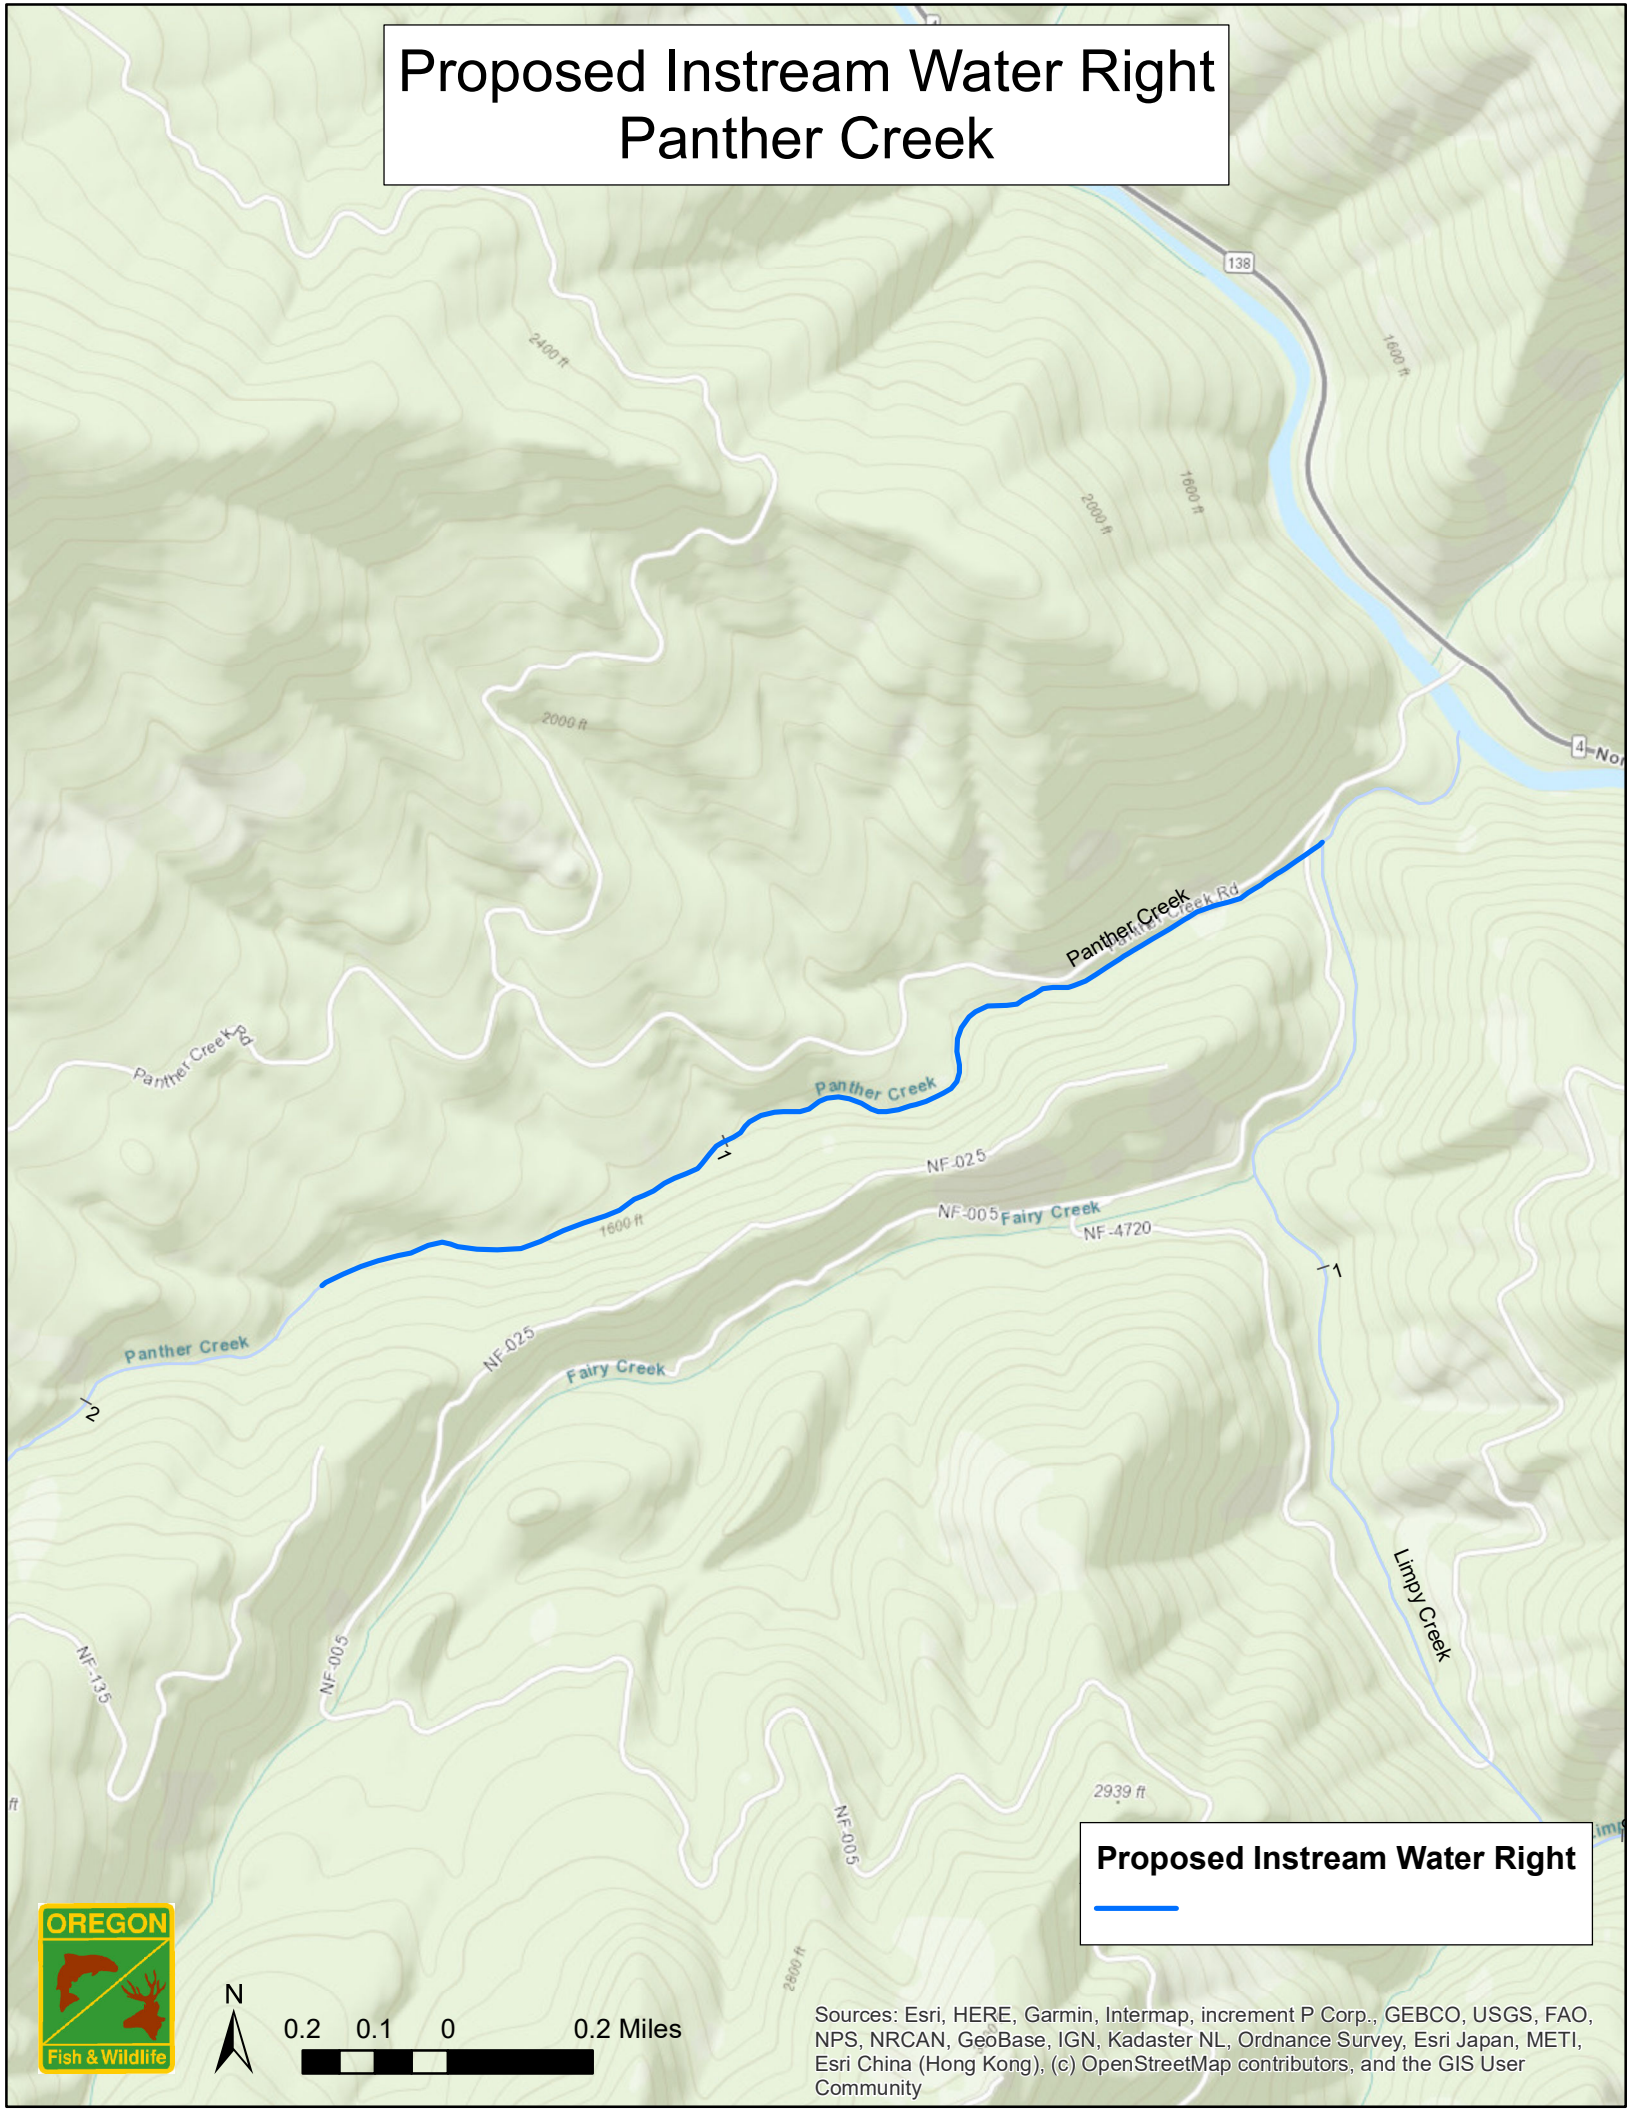 Proposed Instream Water Right
Panther Creek
4
138
2400 ft
1600 ft
2000 ft
1600 ft
2000 ft
4
Panther Creek
Panther Creek Rd
Panther Creek Rd
Panther Creek
1
NF-025
1600 ft
NF-005
Fairy Creek
NF-4720
1
Panther Creek
NF-025
Fairy Creek
2
Limpy Creek
NF-005
NF-135
2939 ft
ft
NF-005
Proposed Instream Water Right
OREGON
Fish & Wildlife
2800 ft
N
0.2 0.1 0 0.2 Miles
Sources: Esri, HERE, Garmin, Intermap, increment P Corp., GEBCO, USGS, FAO,
NPS, NRCAN, GeoBase, IGN, Kadaster NL, Ordnance Survey, Esri Japan, METI,
Esri China (Hong Kong), (c) OpenStreetMap contributors, and the GIS User
Community